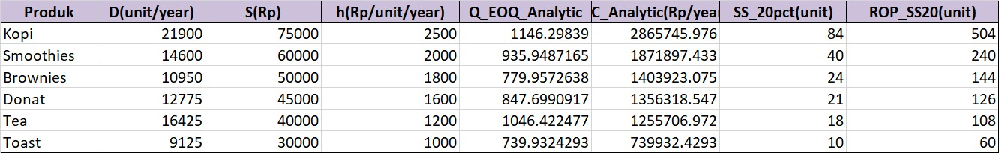 Produk D(unit/year) S(Rp) h(Rp/unit/year) Q_EOQ_Analytic C_Analytic(Rp/year SS_20pct(unit) ROP_SS20(unit)
Kopi 21900 75000 2500 1146.29839 2865745.976 84 504
Smoothies 14600 60000 2000 935.9487165 1871897.433 40 240
Brownies 10950 50000 1800 779.9572638 1403923.075 24 144
Donat 12775 45000 1600 847.6990917 1356318.547 21 126
Tea 16425 40000 1200 1046.422477 1255706.972 18 108
Toast 9125 30000 1000 739.9324293 739932.4293 10 60